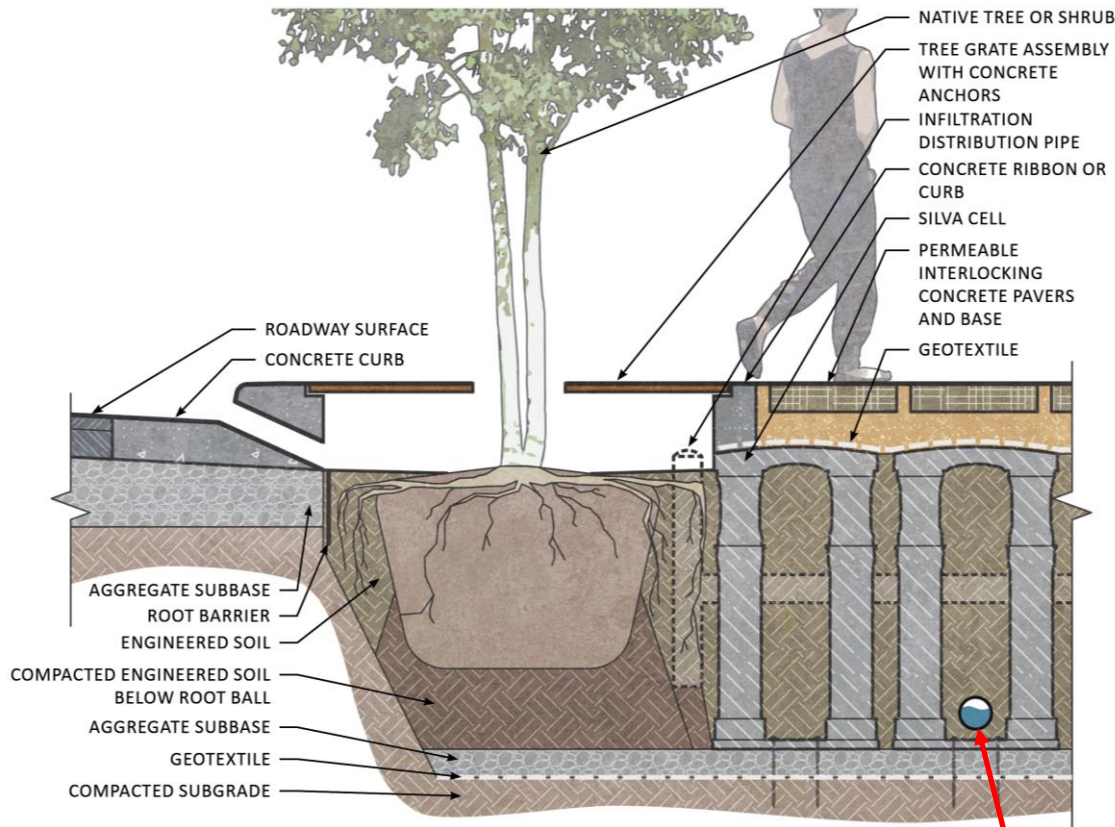 NATIVE TREE OR SHRUB
TREE GRATE ASSEMBLY
WITH CONCRETE
ANCHORS
INFILTRATION
DISTRIBUTION PIPE
CONCRETE RIBBON OR
CURB
SILVA CELL
PERMEABLE
INTERLOCKING
CONCRETE PAVERS
AND BASE
GEOTEXTILE
ROADWAY SURFACE
CONCRETE CURB
AGGREGATE SUBBASE
ROOT BARRIER
ENGINEERED SOIL
COMPACTED ENGINEERED SOIL
BELOW ROOT BALL
AGGREGATE SUBBASE
GEOTEXTILE
COMPACTED SUBGRADE